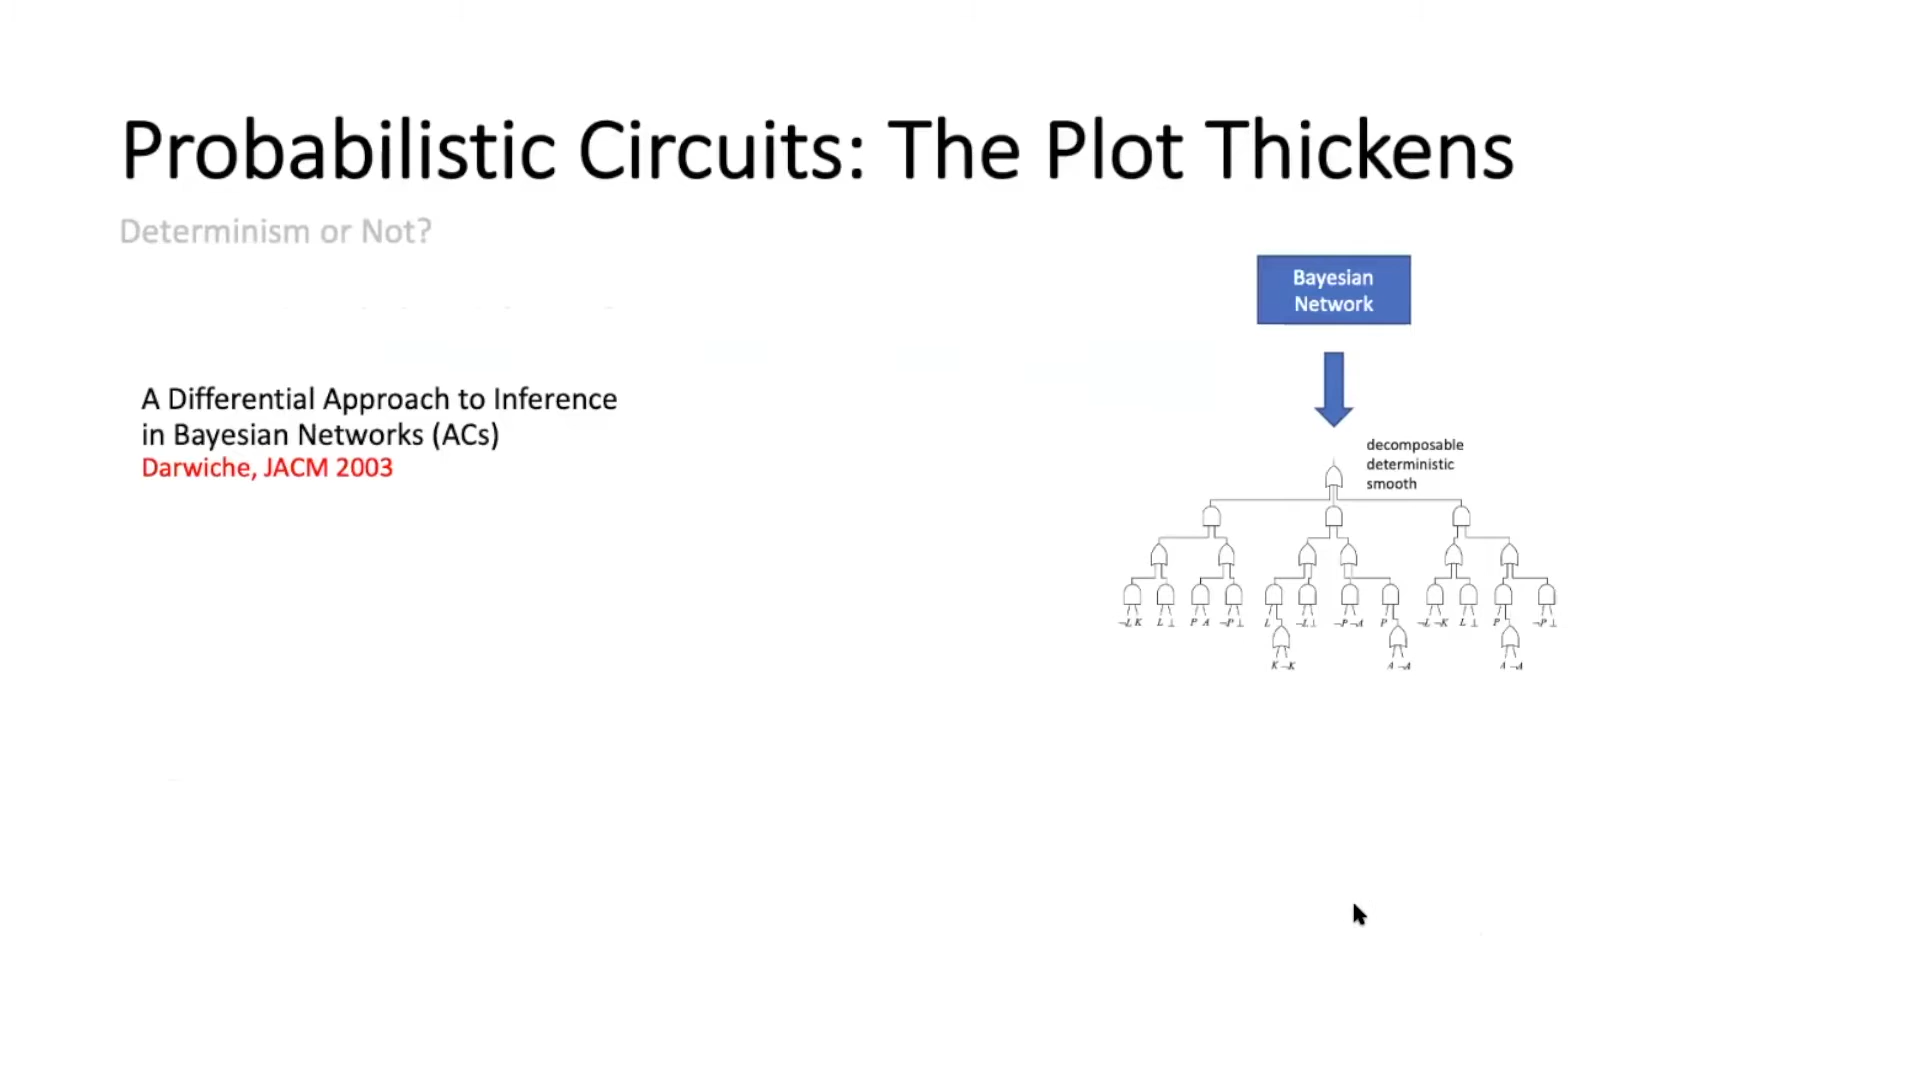 Probabilistic Circuits: The Plot Thickens
Determinism or Not?
Bayesian
Network
A Differential Approach to Inference
in Bayesian Networks (ACs)
Darwiche, JACM 2003
decomposable
deterministic
smooth
¬L K L ⊥ P A ¬P ⊥ L ¬L ⊥ ¬P ¬A P ¬L ¬K L ⊥ P ¬P ⊥
K ¬K A ¬A A ¬A